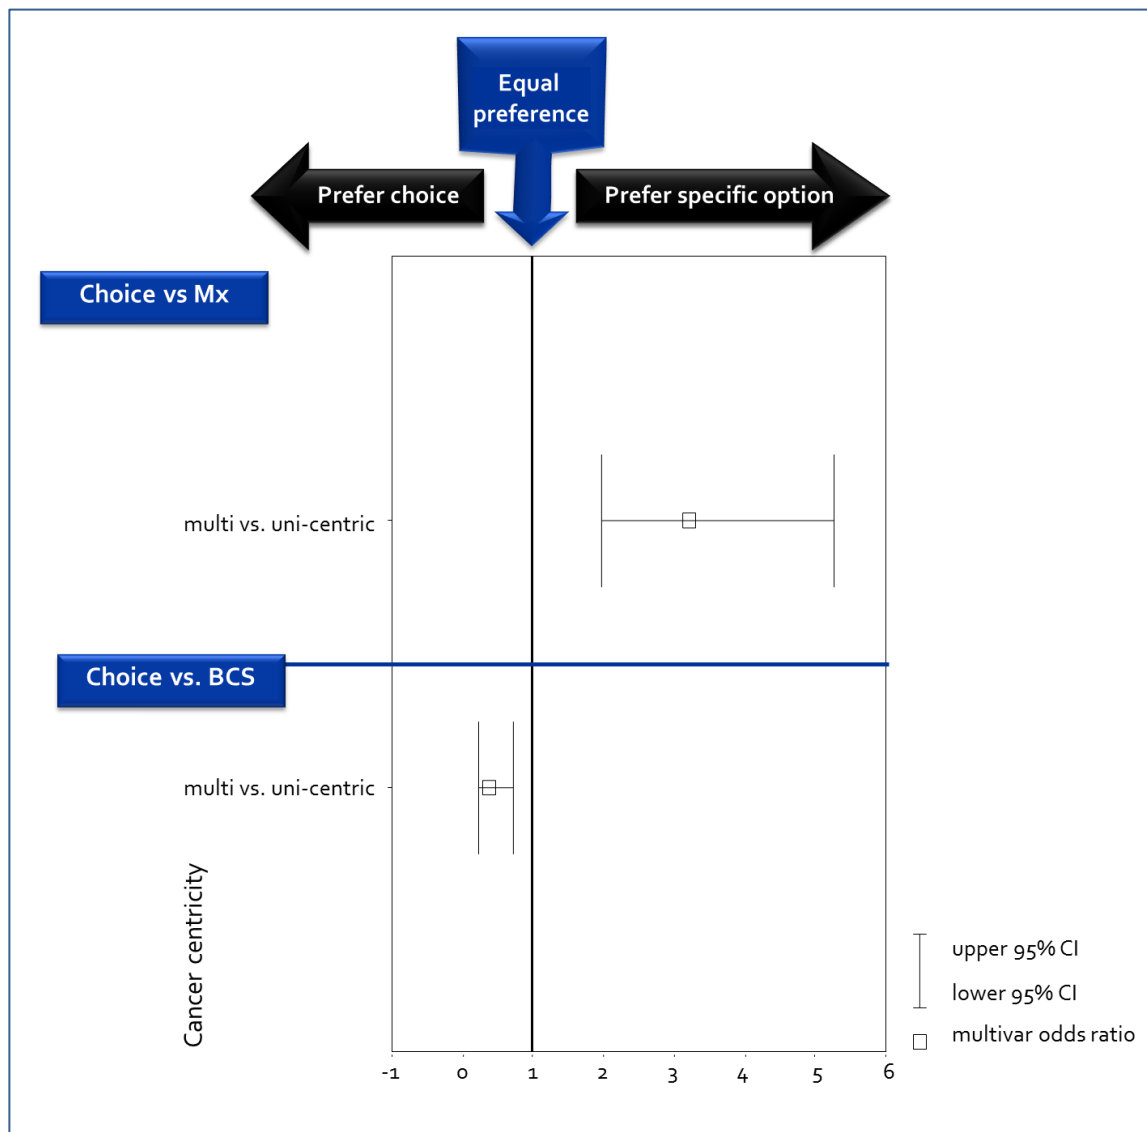 Equal
preference
Prefer choice
Prefer specific option
Choice vs Mx
multi vs. uni-centric
Choice vs. BCS
multi vs. uni-centric
Cancer centricity
upper 95% CI
lower 95% CI
multivar odds ratio
-1 0 1 2 3 4 5 6